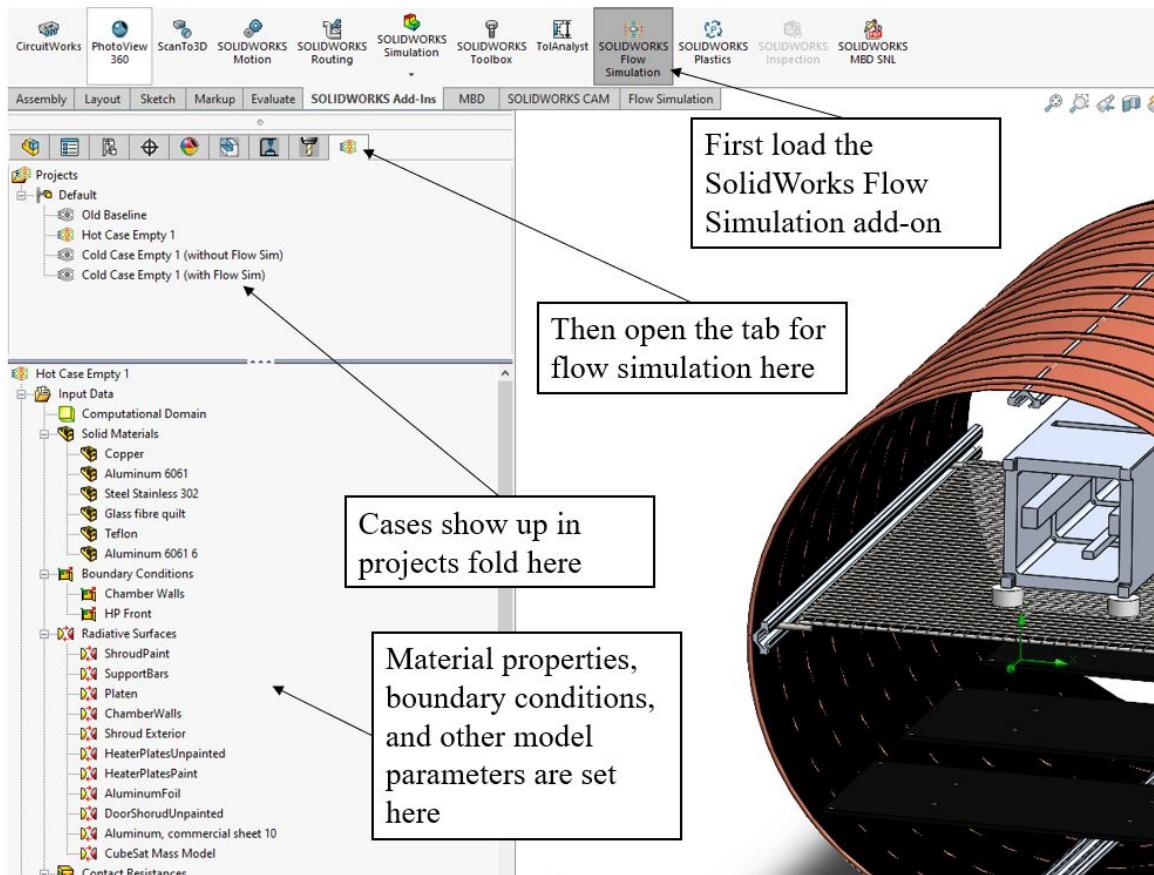 CircuitWorks
PhotoView
360
ScanTo3D
SOLIDWORKS
Motion
SOLIDWORKS
Routing
SOLIDWORKS
Simulation
SOLIDWORKS
Toolbox
TolAnalyst
SOLIDWORKS
Flow
Simulation
SOLIDWORKS
Plastics
SOLIDWORKS
Inspection
SOLIDWORKS
MBD SNL
Assembly Layout Sketch Markup Evaluate SOLIDWORKS Add-Ins MBD SOLIDWORKS CAM Flow Simulation
First load the
SolidWorks Flow
Simulation add-on
Projects
Default
Old Baseline
Hot Case Empty 1
Cold Case Empty 1 (without Flow Sim)
Cold Case Empty 1 (with Flow Sim)
Then open the tab for
flow simulation here
Hot Case Empty 1
Input Data
Computational Domain
Solid Materials
Copper
Aluminum 6061
Steel Stainless 302
Glass fibre quilt
Teflon
Aluminum 6061 6
Boundary Conditions
Chamber Walls
HP Front
Radiative Surfaces
ShroudPaint
SupportBars
Platen
ChamberWalls
Shroud Exterior
HeaterPlatesUnpainted
HeaterPlatesPaint
AluminumFoil
DoorShorudUnpainted
Aluminum, commercial sheet 10
CubeSat Mass Model
Contact Resistances
Cases show up in
projects fold here
Material properties,
boundary conditions,
and other model
parameters are set
here